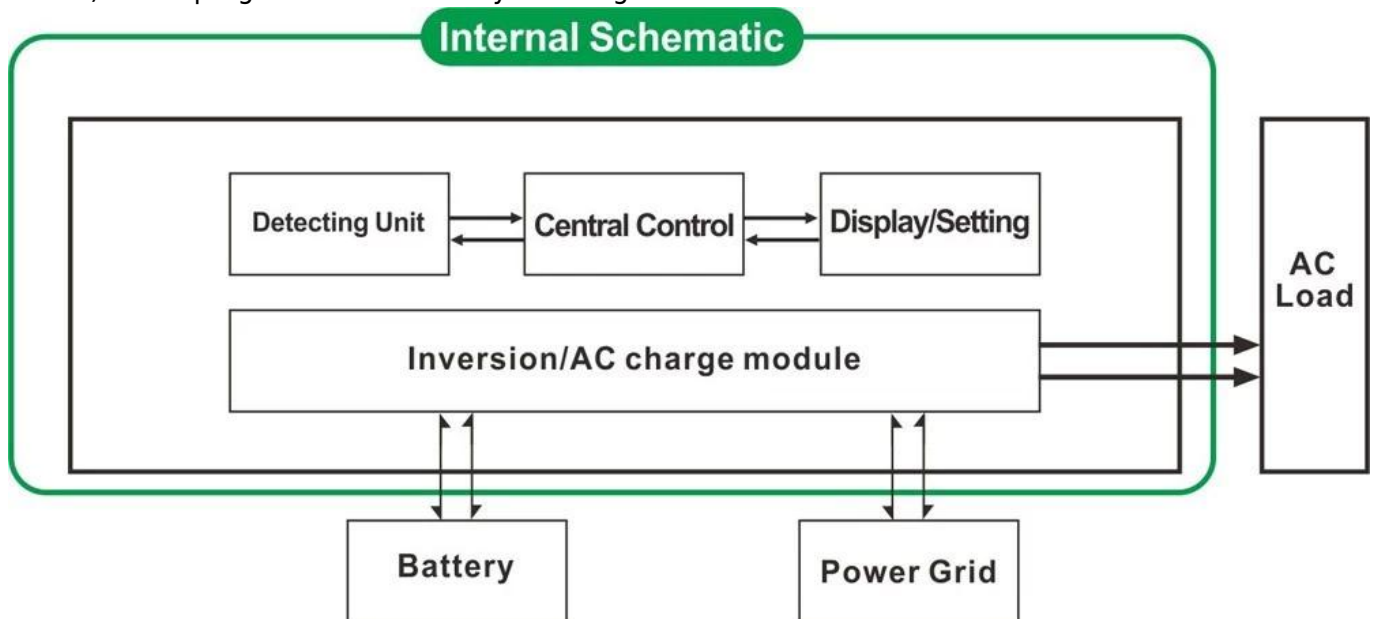 Internal Schematic
Detecting Unit
Central Control
Display/Setting
AC
Load
Inversion/AC charge module
Battery
Power Grid